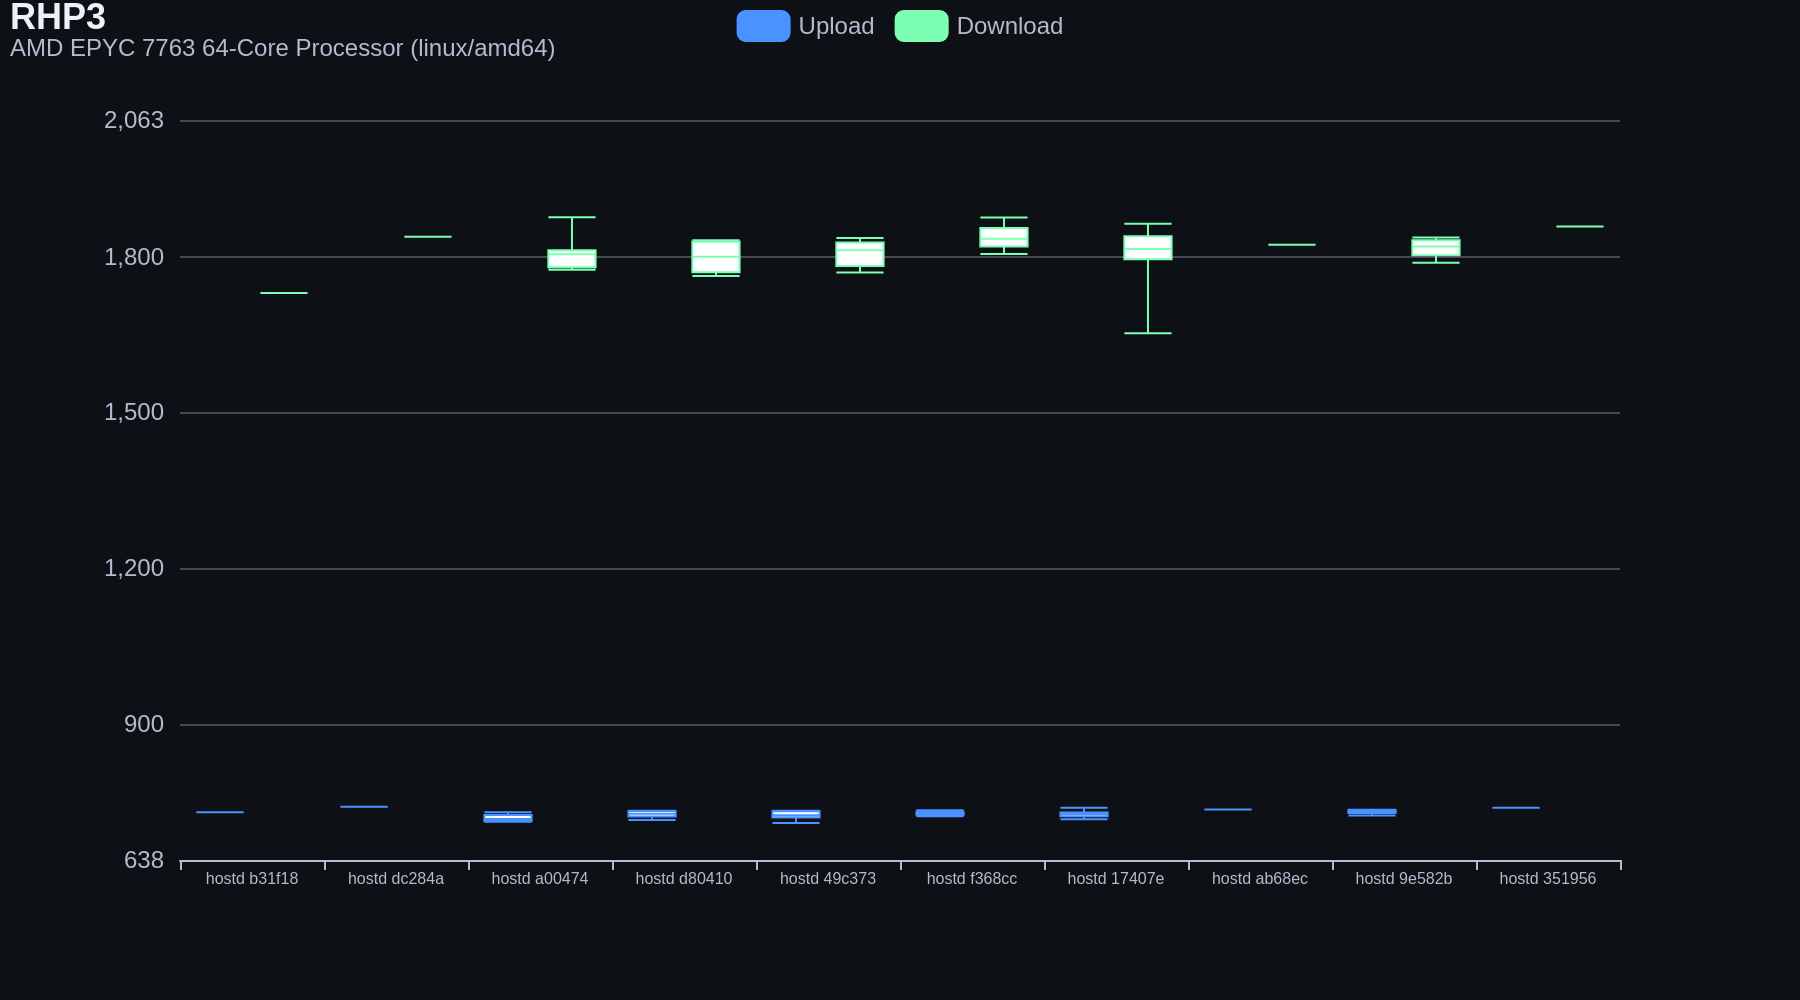 RHP3
AMD EPYC 7763 64-Core Processor (linux/amd64)
Upload
Download
2,063
1,800
1,500
1,200
900
638
hostd b31f18
hostd dc284a
hostd a00474
hostd d80410
hostd 49c373
hostd f368cc
hostd 17407e
hostd ab68ec
hostd 9e582b
hostd 351956